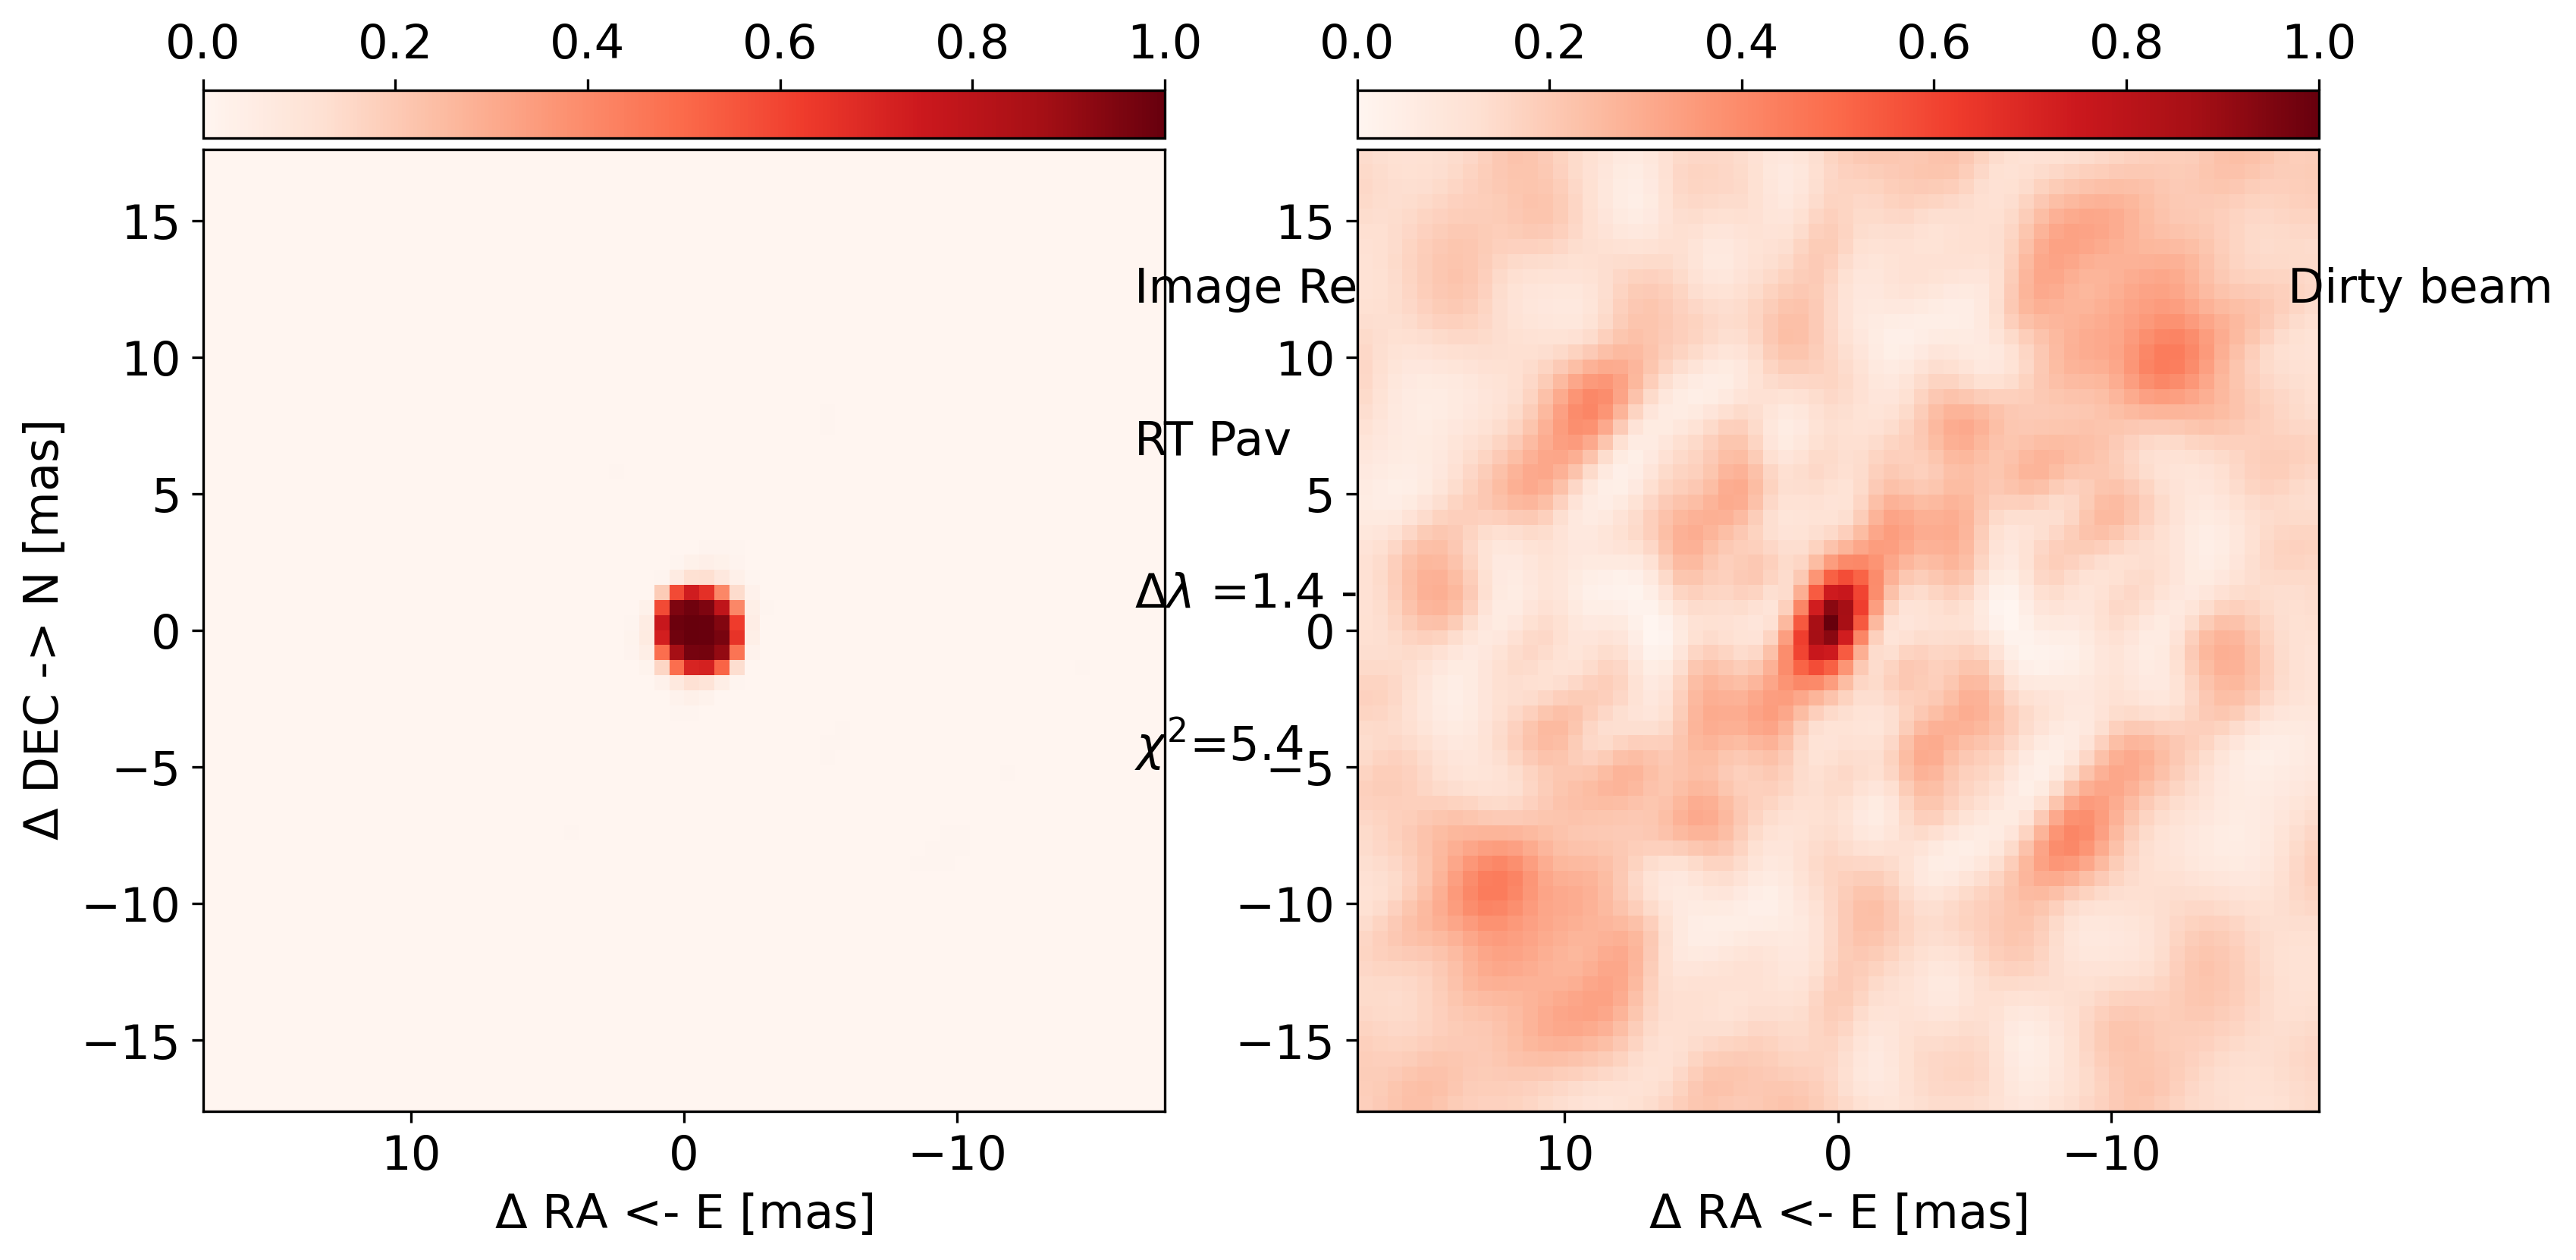 0.0 0.2 0.4 0.6 0.8 1.0
0.0 0.2 0.4 0.6 0.8 1.0
Δ DEC -> N [mas]
15
10
5
0
−5
−10
−15
10 0 −10
Δ RA <- E [mas]
Image Re
RT Pav
Δλ =1.4 -
χ²=5.4
15
10
5
0
−5
−10
−15
10 0 −10
Δ RA <- E [mas]
Dirty beam